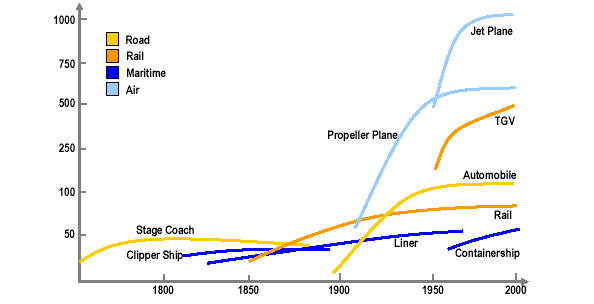 1000
750
500
250
100
50
Road
Rail
Maritime
Air
Jet Plane
TGV
Propeller Plane
Automobile
Rail
Stage Coach
Clipper Ship
Liner
Containership
1800
1850
1900
1950
2000